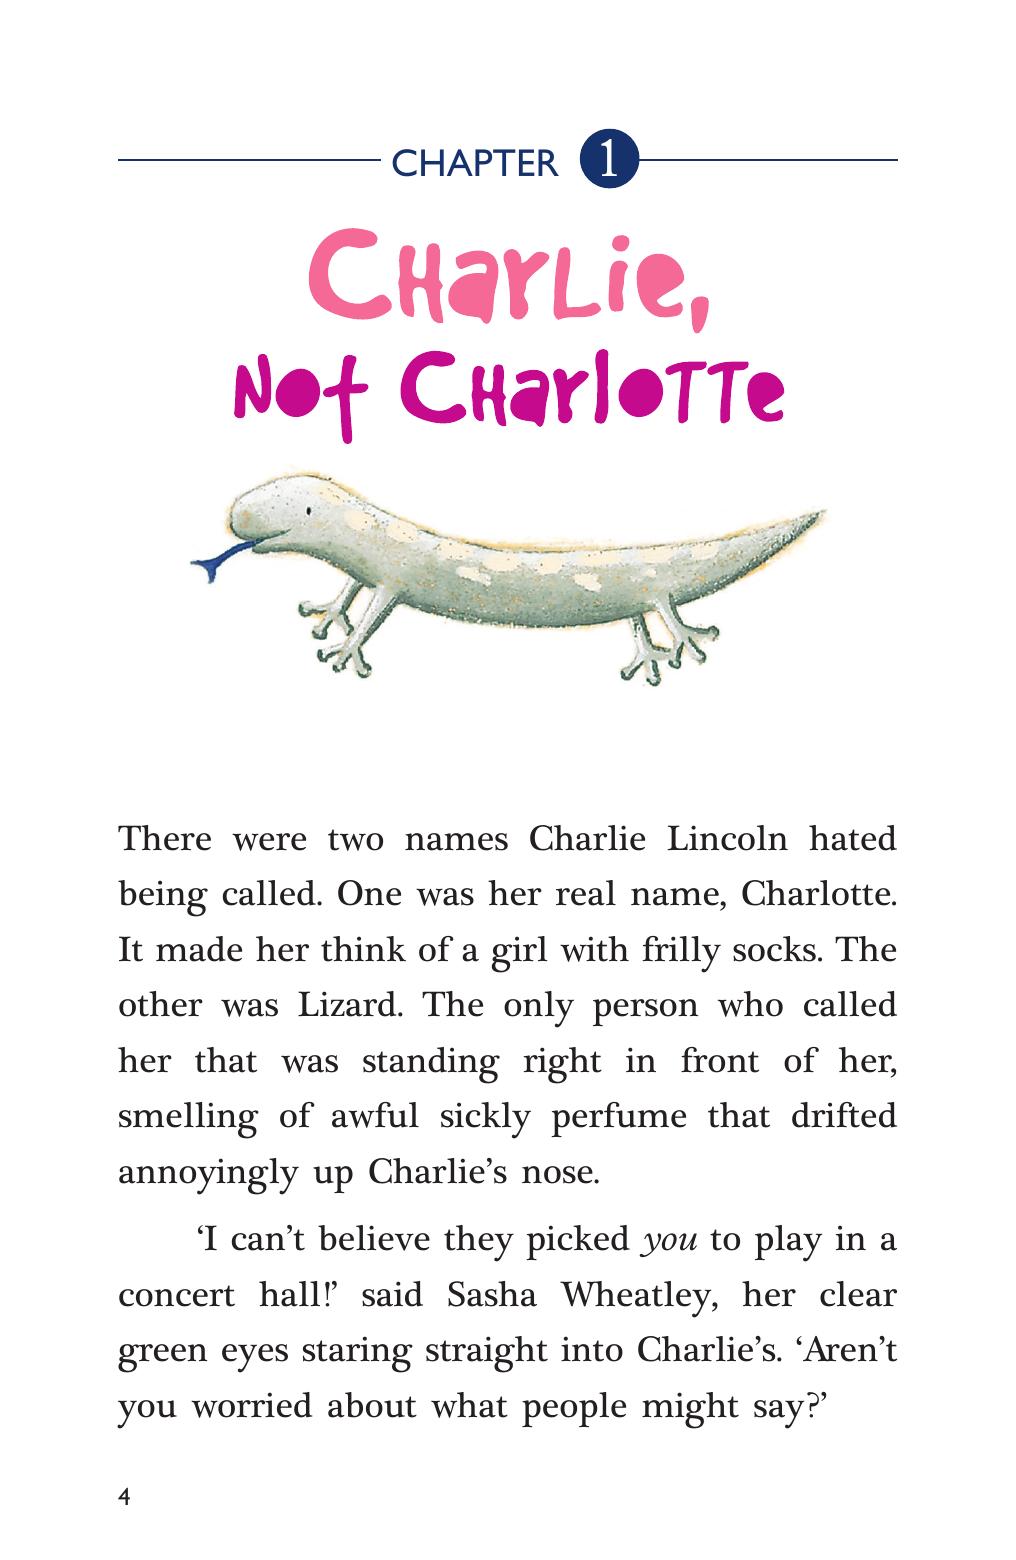 CHAPTER 1
Charlie,
Not Charlotte
There were two names Charlie Lincoln hated
being called. One was her real name, Charlotte.
It made her think of a girl with frilly socks. The
other was Lizard. The only person who called
her that was standing right in front of her,
smelling of awful sickly perfume that drifted
annoyingly up Charlie’s nose.
‘I can’t believe they picked you to play in a
concert hall!’ said Sasha Wheatley, her clear
green eyes staring straight into Charlie’s. ‘Aren’t
you worried about what people might say?’
4